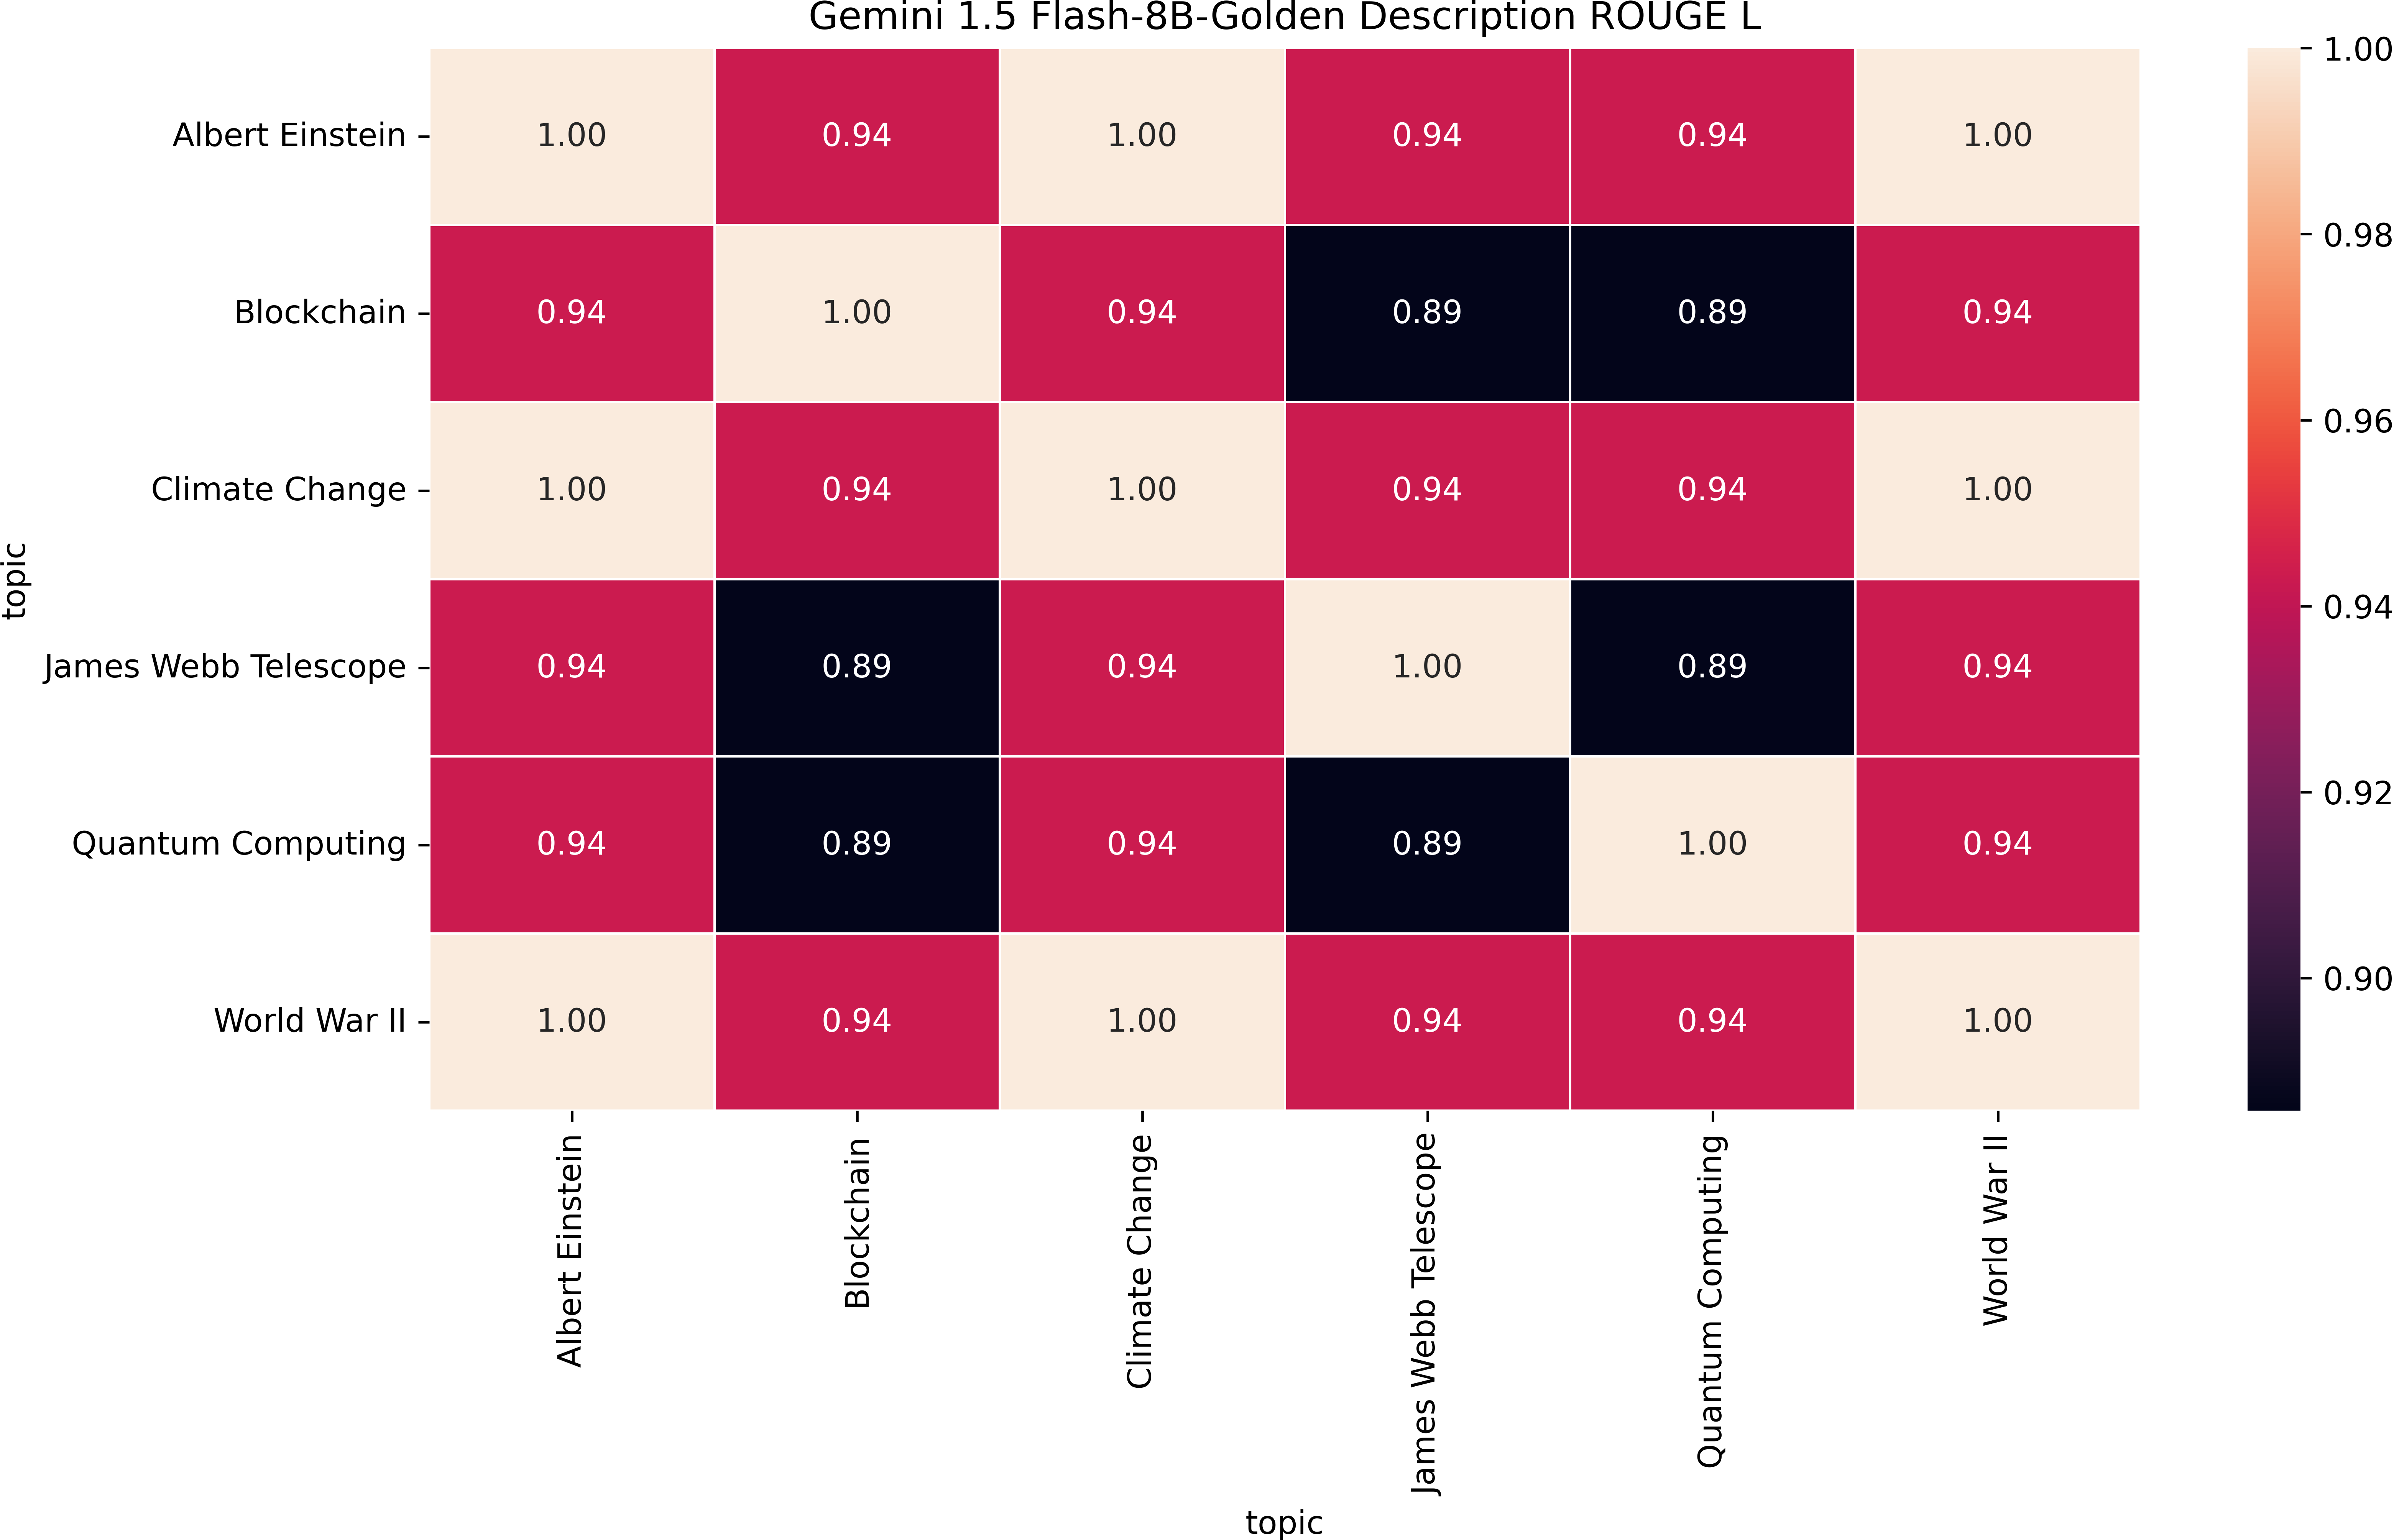 Gemini 1.5 Flash-8B-Golden Description ROUGE L
topic
Albert Einstein 1.00 0.94 1.00 0.94 0.94 1.00
Blockchain 0.94 1.00 0.94 0.89 0.89 0.94
Climate Change 1.00 0.94 1.00 0.94 0.94 1.00
James Webb Telescope 0.94 0.89 0.94 1.00 0.89 0.94
Quantum Computing 0.94 0.89 0.94 0.89 1.00 0.94
World War II 1.00 0.94 1.00 0.94 0.94 1.00
Albert Einstein
Blockchain
Climate Change
James Webb Telescope
Quantum Computing
World War II
topic
1.00
0.98
0.96
0.94
0.92
0.90